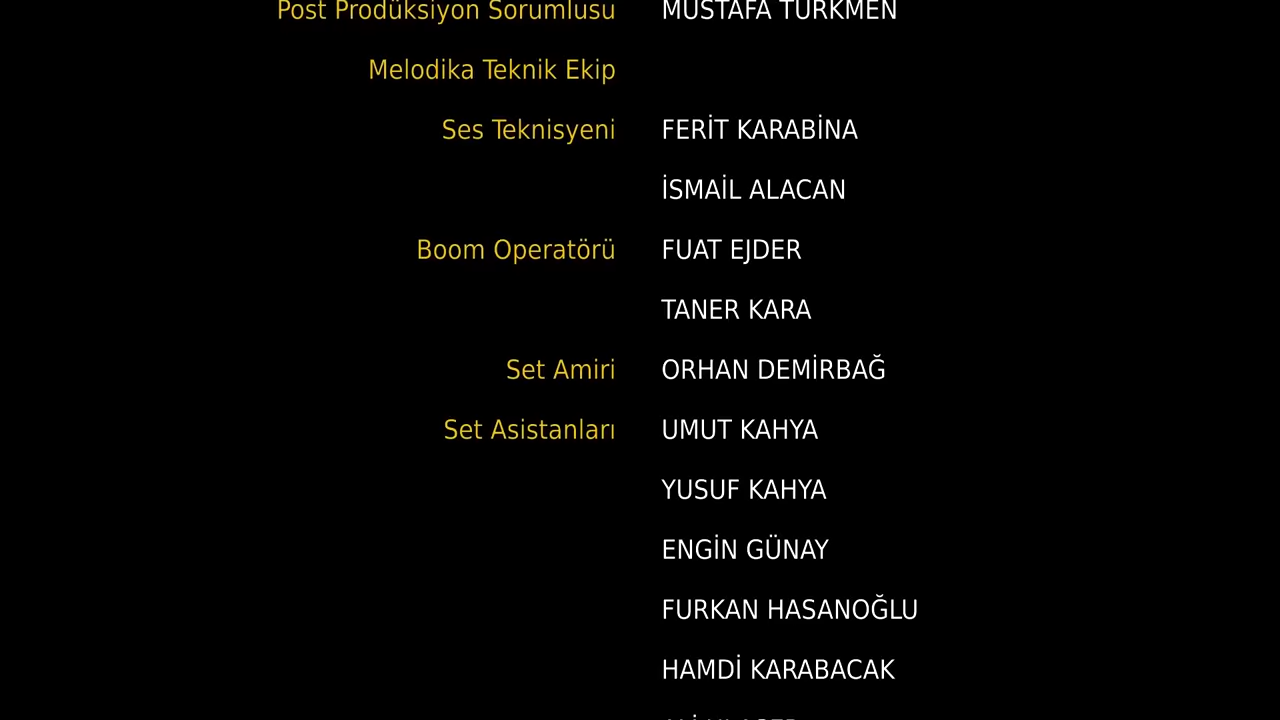 Post Prodüksiyon Sorumlusu MUSTAFA TÜRKMEN
Melodika Teknik Ekip
Ses Teknisyeni FERİT KARABİNA
İSMAİL ALACAN
Boom Operatörü FUAT EJDER
TANER KARA
Set Amiri ORHAN DEMİRBAĞ
Set Asistanları UMUT KAHYA
YUSUF KAHYA
ENGİN GÜNAY
FURKAN HASANOĞLU
HAMDİ KARABACAK